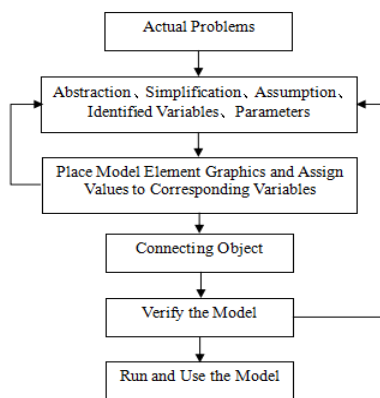 Actual Problems
Abstraction、Simplification、Assumption、
Identified Variables、Parameters
Place Model Element Graphics and Assign
Values to Corresponding Variables
Connecting Object
Verify the Model
Run and Use the Model